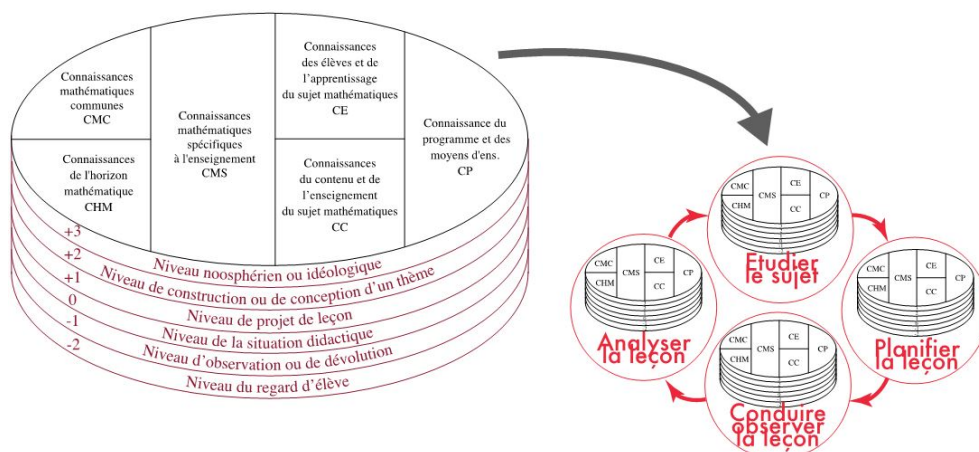 Connaissances
mathématiques
communes
CMC
Connaissances
de l'horizon
mathématique
CHM
Connaissances
mathématiques
spécifiques
à l'enseignement
CMS
Connaissances
des élèves et de
l'apprentissage
du sujet mathématiques
CE
Connaissances
du contenu et de
l'enseignement
du sujet mathématiques
CC
Connaissance du
programme et des
moyens d'ens.
CP
+3 Niveau noosphérien ou idéologique
+2 Niveau de construction ou de conception d'un thème
+1 Niveau de projet de leçon
0 Niveau de la situation didactique
-1 Niveau d'observation ou de dévolution
-2 Niveau du regard d'élève
CMC
CHM
CMS
CE
CC
CP
Etudier
le sujet
CMC
CHM
CMS
CE
CC
CP
Planifier
la leçon
CMC
CHM
CMS
CE
CC
CP
Conduire
observer
la leçon
CMC
CHM
CMS
CE
CC
CP
Analyser
la leçon